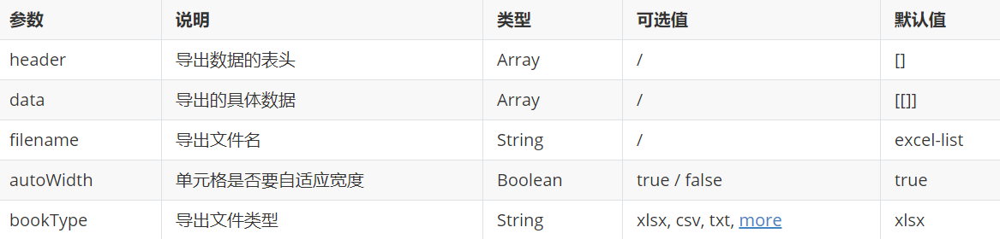 参数 说明 类型 可选值 默认值
header 导出数据的表头 Array / []
data 导出的具体数据 Array / [[]]
filename 导出文件名 String / excel-list
autoWidth 单元格是否要自适应宽度 Boolean true / false true
bookType 导出文件类型 String xlsx, csv, txt, more xlsx